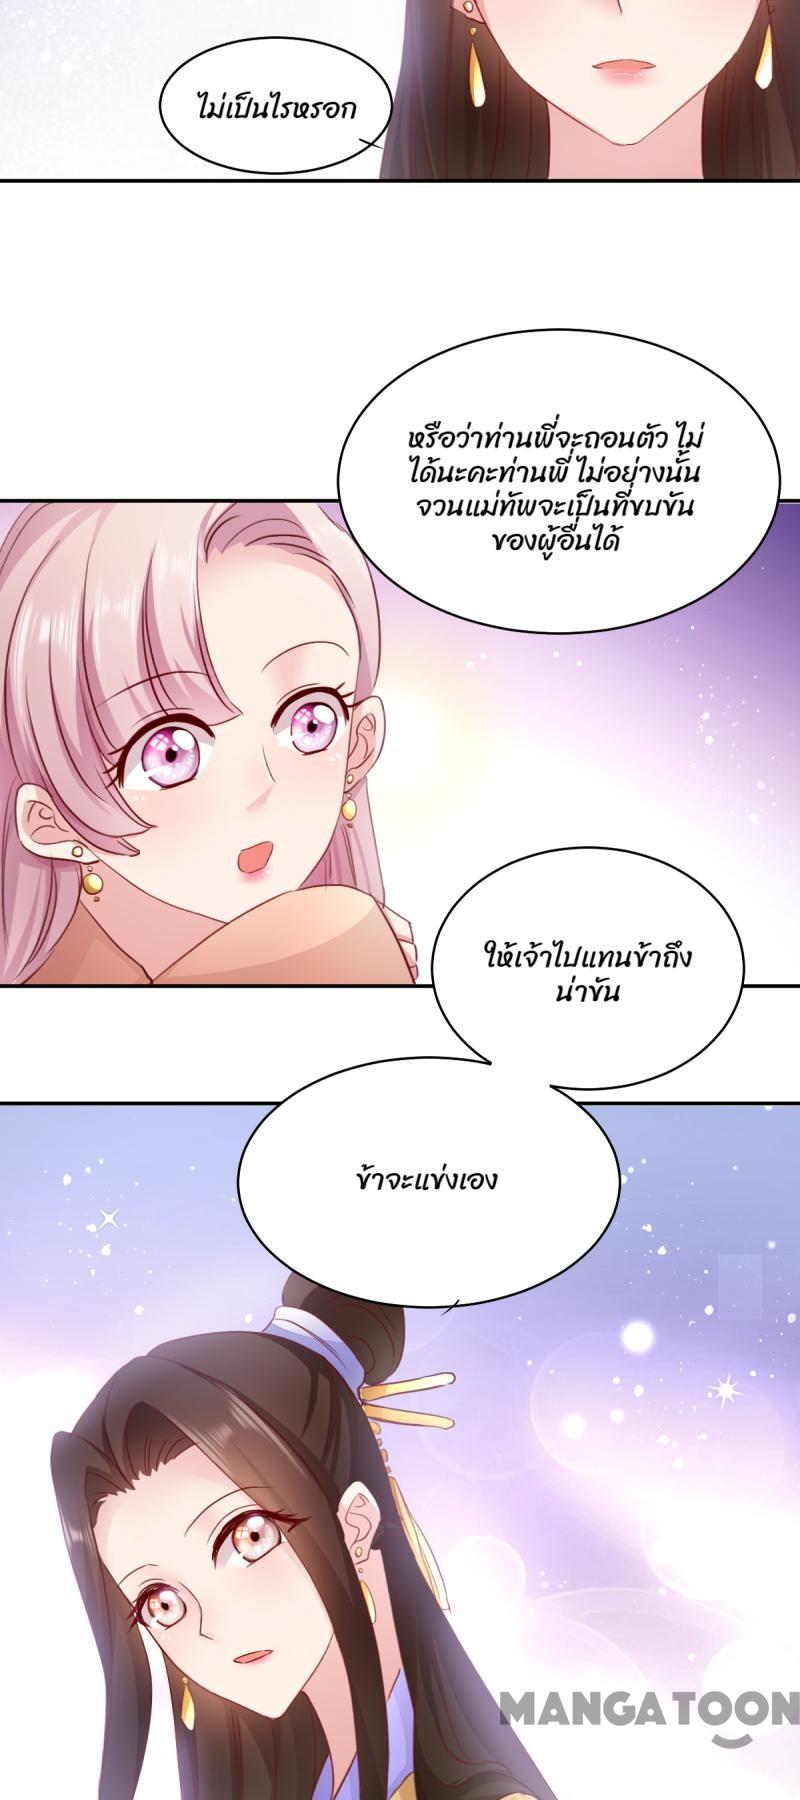 ไม่เป็นไรหรอก
หรือว่าท่านพี่จะถอนตัว ไม่
ได้นะคะท่านพี่ ไม่อย่างนั้น
จวนแม่ทัพจะเป็นที่ขบขัน
ของผู้อื่นได้
ให้เจ้าไปแทนข้าถึง
น่าขัน
ข้าจะแข่งเอง
MANGATOON